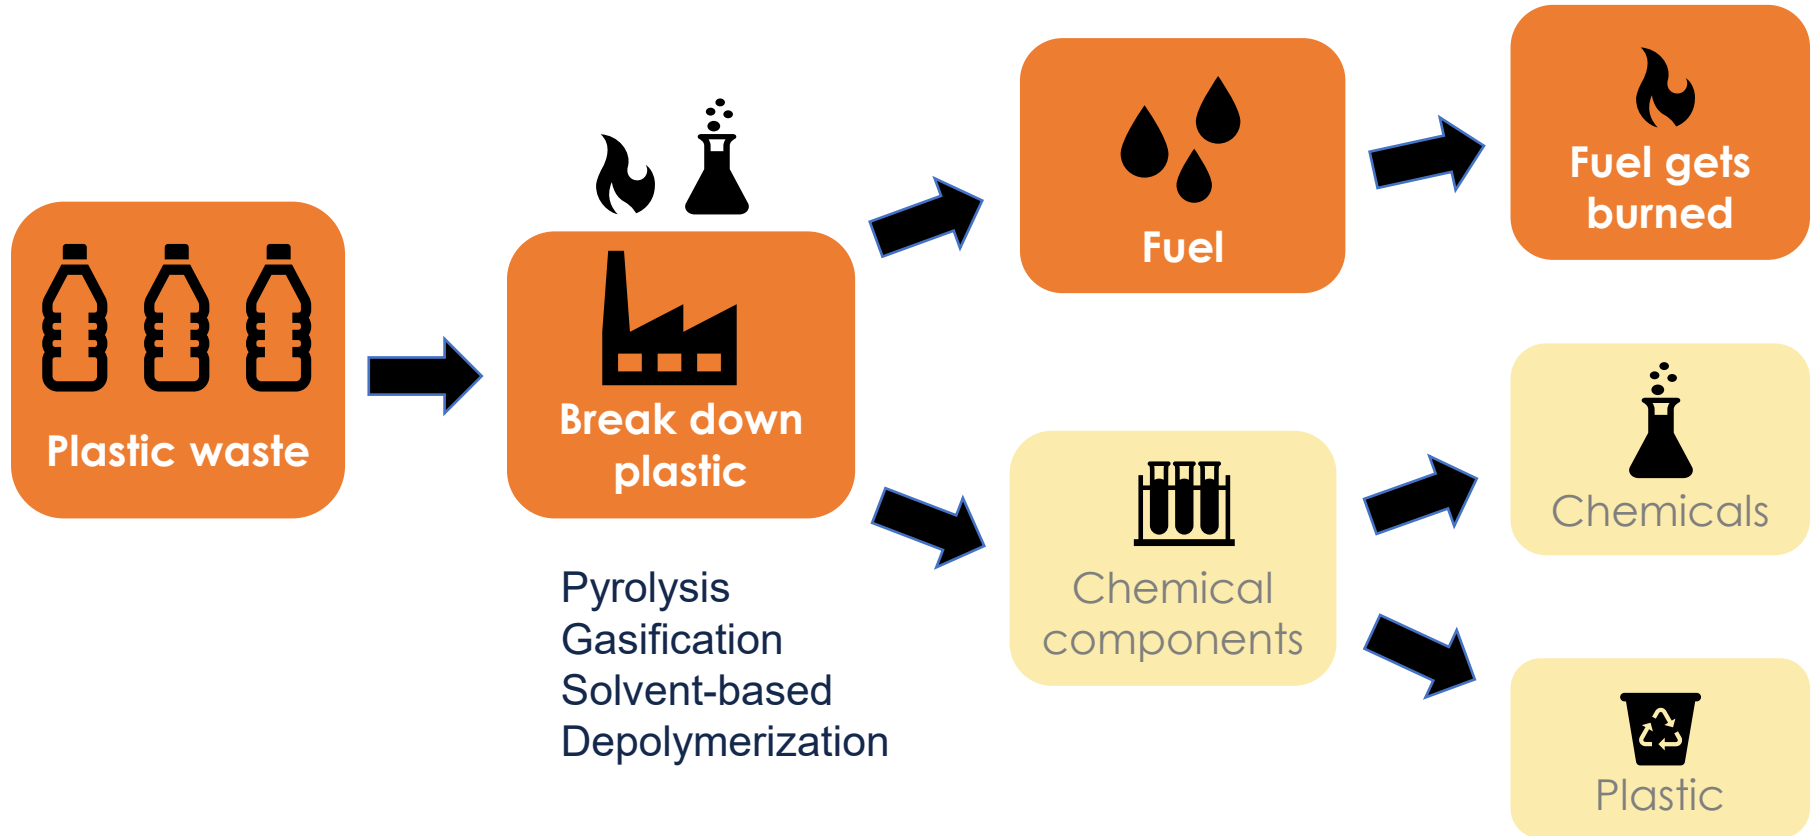 Plastic waste
Break down
plastic
Pyrolysis
Gasification
Solvent-based
Depolymerization
Fuel
Fuel gets
burned
Chemical
components
Chemicals
Plastic